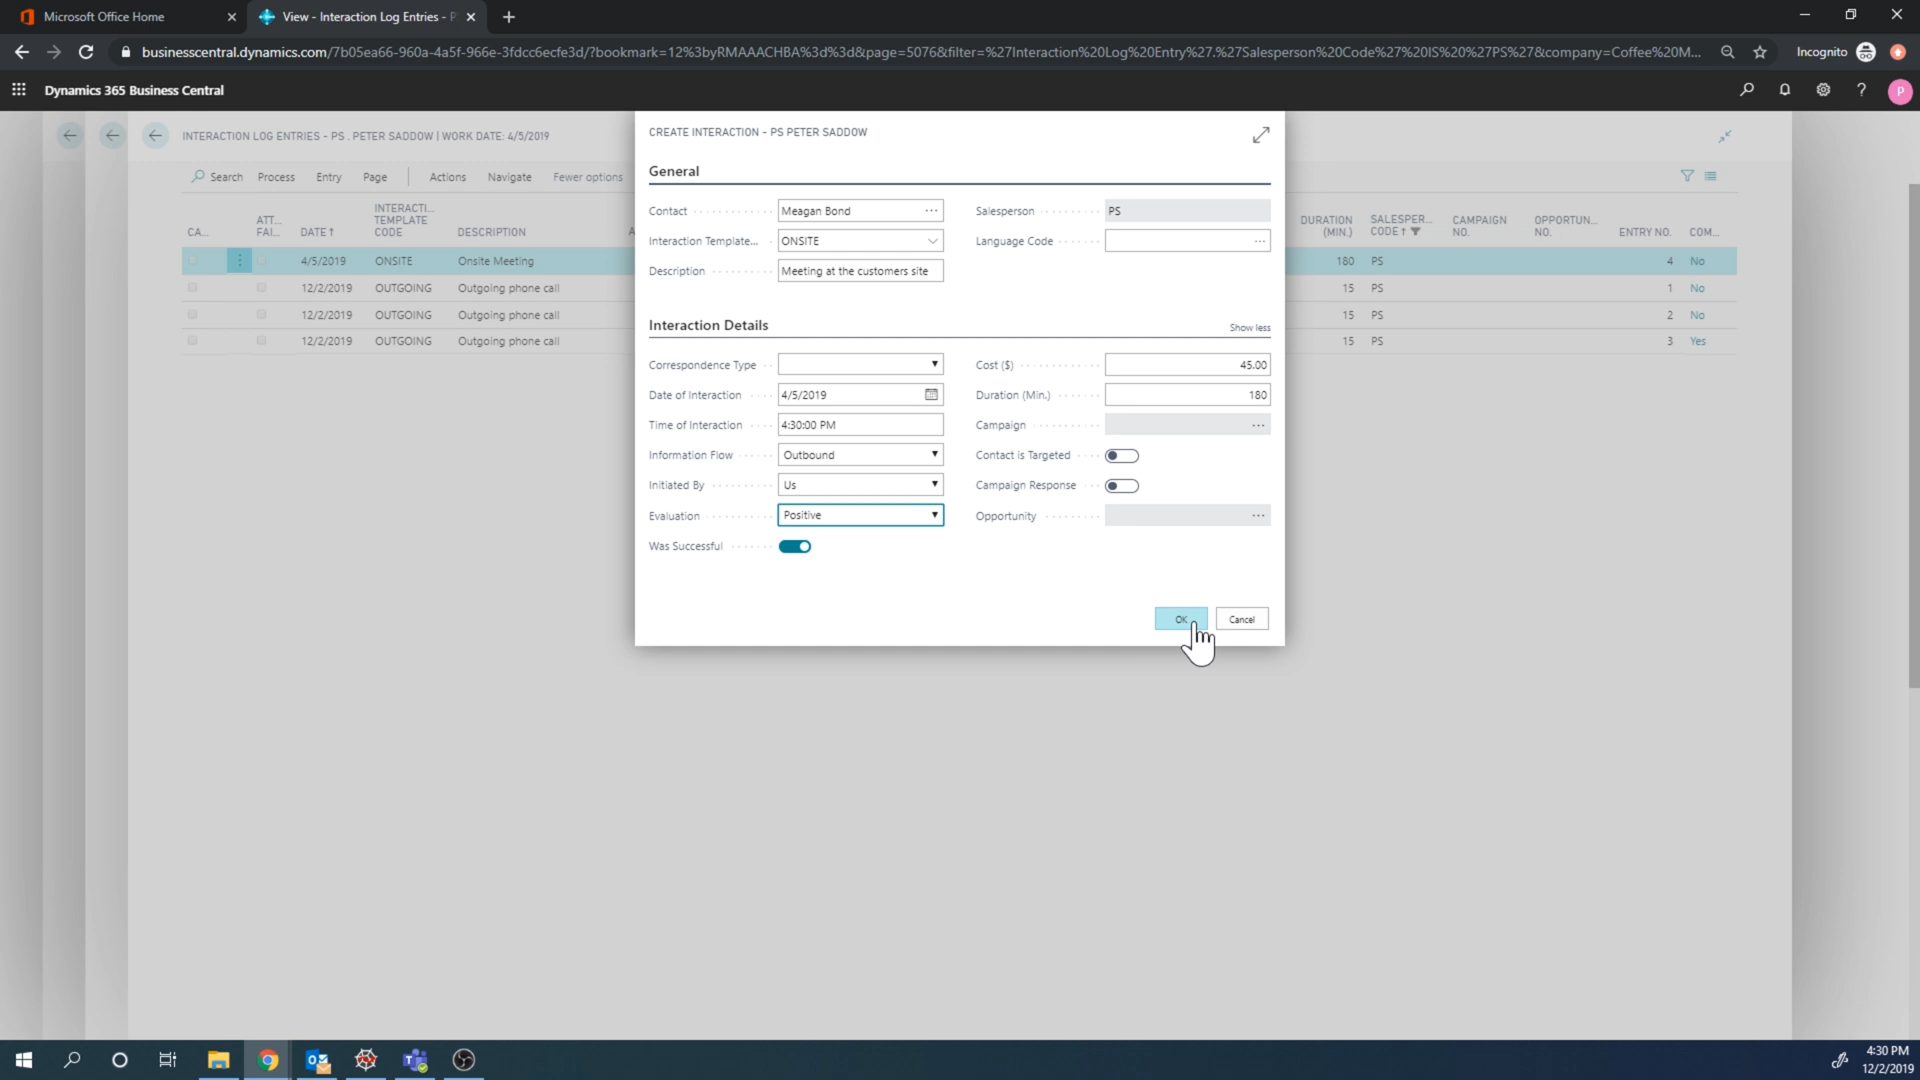 Microsoft Office Home
View - Interaction Log Entries - P
businesscentral.dynamics.com/7b05ea66-960a-4a5f-966e-3fdcc6ecfe3d/?bookmark=12%3byRMAAACHBA%3d%3d&page=5076&filter=%27Interaction%20Log%20Entry%27.%27Salesperson%20Code%27%20IS%20%27PS%27&company=Coffee%20M...
Incognito
Dynamics 365 Business Central
?
P
INTERACTION LOG ENTRIES - PS . PETER SADDOW | WORK DATE: 4/5/2019
Search Process Entry Page Actions Navigate Fewer options
CA... ATT... FAI... DATE↑ INTERACTI... TEMPLATE CODE DESCRIPTION A DURATION (MIN.) SALESPER... CODE↑ CAMPAIGN NO. OPPORTUN... NO. ENTRY NO. COM...
4/5/2019 ONSITE Onsite Meeting 180 PS 4 No
12/2/2019 OUTGOING Outgoing phone call 15 PS 1 No
12/2/2019 OUTGOING Outgoing phone call 15 PS 2 No
12/2/2019 OUTGOING Outgoing phone call 15 PS 3 Yes
CREATE INTERACTION - PS PETER SADDOW
General
Contact Meagan Bond Salesperson PS
Interaction Template... ONSITE Language Code
Description Meeting at the customers site
Interaction Details Show less
Correspondence Type Cost ($) 45.00
Date of Interaction 4/5/2019 Duration (Min.) 180
Time of Interaction 4:30:00 PM Campaign
Information Flow Outbound Contact is Targeted
Initiated By Us Campaign Response
Evaluation Positive Opportunity
Was Successful
OK Cancel
4:30 PM
12/2/2019